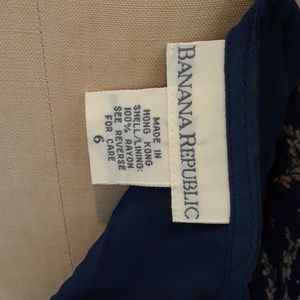 BANANA REPUBLIC
MADE IN
HONG KONG
SHELL/LINING:
100% RAYON
SEE REVERSE
FOR CARE
6